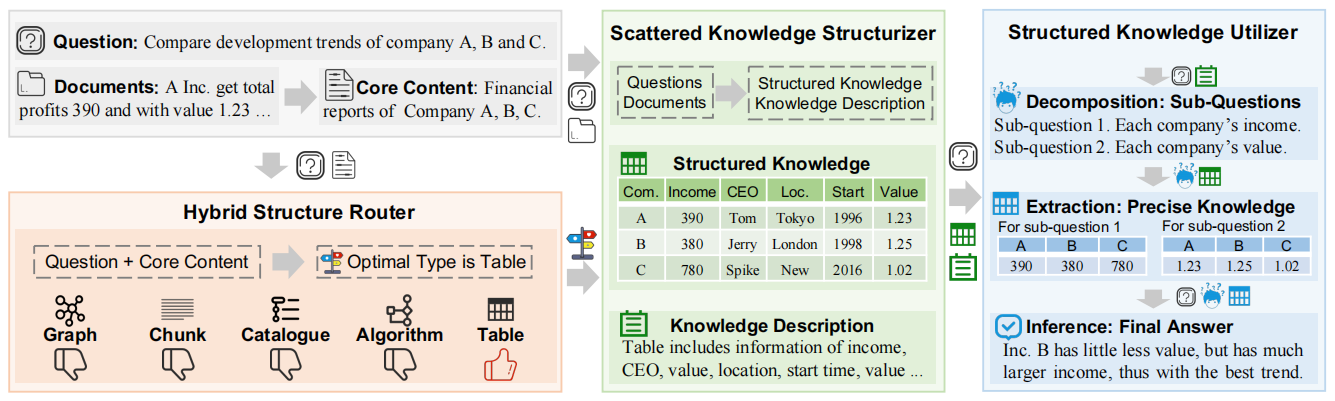 Question: Compare development trends of company A, B and C.
Documents: A Inc. get total
profits 390 and with value 1.23 ...
Core Content: Financial
reports of Company A, B, C.
Hybrid Structure Router
Question + Core Content
Optimal Type is Table
Graph
Chunk
Catalogue
Algorithm
Table
Scattered Knowledge Structurizer
Questions
Documents
Structured Knowledge
Knowledge Description
Structured Knowledge
Com. Income CEO Loc. Start Value
A 390 Tom Tokyo 1996 1.23
B 380 Jerry London 1998 1.25
C 780 Spike New 2016 1.02
Knowledge Description
Table includes information of income,
CEO, value, location, start time, value ...
Structured Knowledge Utilizer
Decomposition: Sub-Questions
Sub-question 1. Each company’s income.
Sub-question 2. Each company’s value.
Extraction: Precise Knowledge
For sub-question 1
A B C
390 380 780
For sub-question 2
A B C
1.23 1.25 1.02
Inference: Final Answer
Inc. B has little less value, but has much
larger income, thus with the best trend.